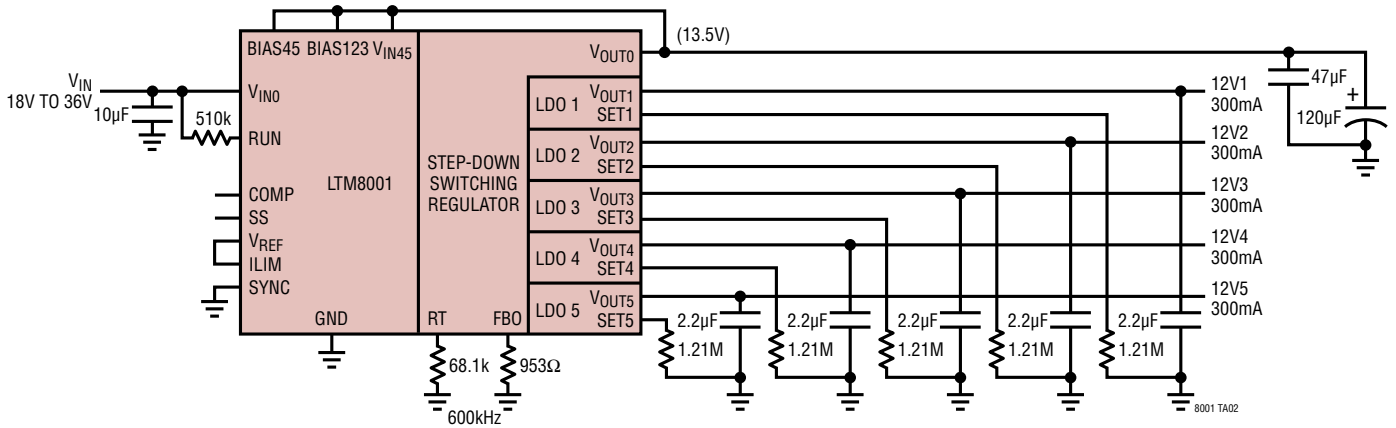 BIAS45 BIAS123 VIN45
VOUT0
(13.5V)
VIN
18V TO 36V
10µF
510k
VIN0
RUN
COMP
SS
VREF
ILIM
SYNC
LTM8001
GND
STEP-DOWN
SWITCHING
REGULATOR
RT
FBO
68.1k
953Ω
600kHz
LDO 1
VOUT1
SET1
LDO 2
VOUT2
SET2
LDO 3
VOUT3
SET3
LDO 4
VOUT4
SET4
LDO 5
VOUT5
SET5
12V1
300mA
12V2
300mA
12V3
300mA
12V4
300mA
12V5
300mA
47µF
+
120µF
2.2µF
1.21M
2.2µF
1.21M
2.2µF
1.21M
2.2µF
1.21M
2.2µF
1.21M
8001 TA02